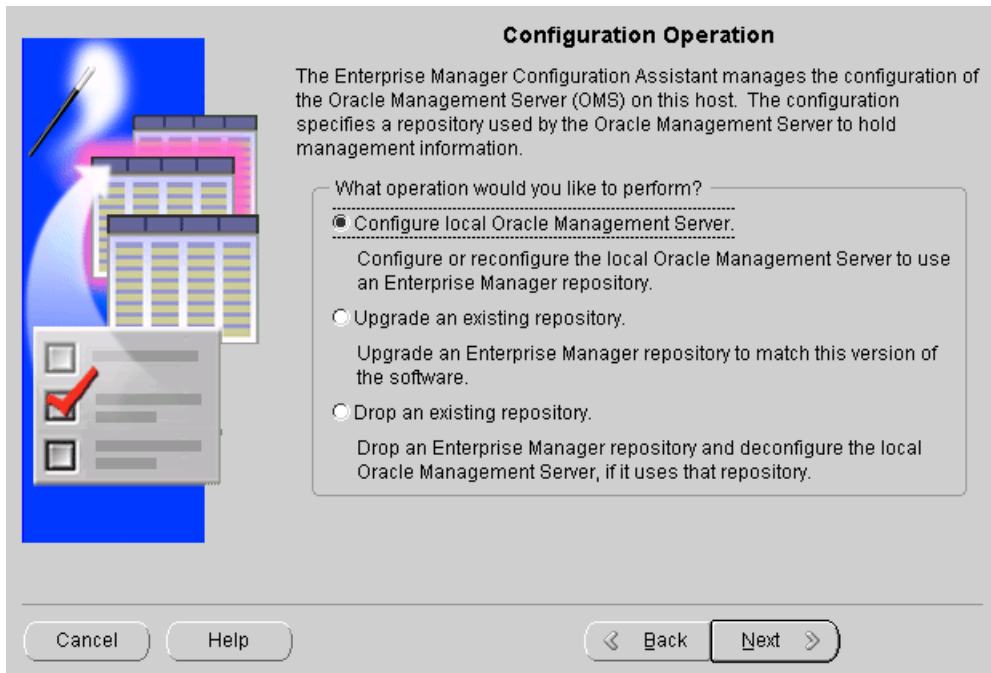 Configuration Operation
The Enterprise Manager Configuration Assistant manages the configuration of
the Oracle Management Server (OMS) on this host. The configuration
specifies a repository used by the Oracle Management Server to hold
management information.
What operation would you like to perform?
Configure local Oracle Management Server.
Configure or reconfigure the local Oracle Management Server to use
an Enterprise Manager repository.
Upgrade an existing repository.
Upgrade an Enterprise Manager repository to match this version of
the software.
Drop an existing repository.
Drop an Enterprise Manager repository and deconfigure the local
Oracle Management Server, if it uses that repository.
Cancel Help Back Next